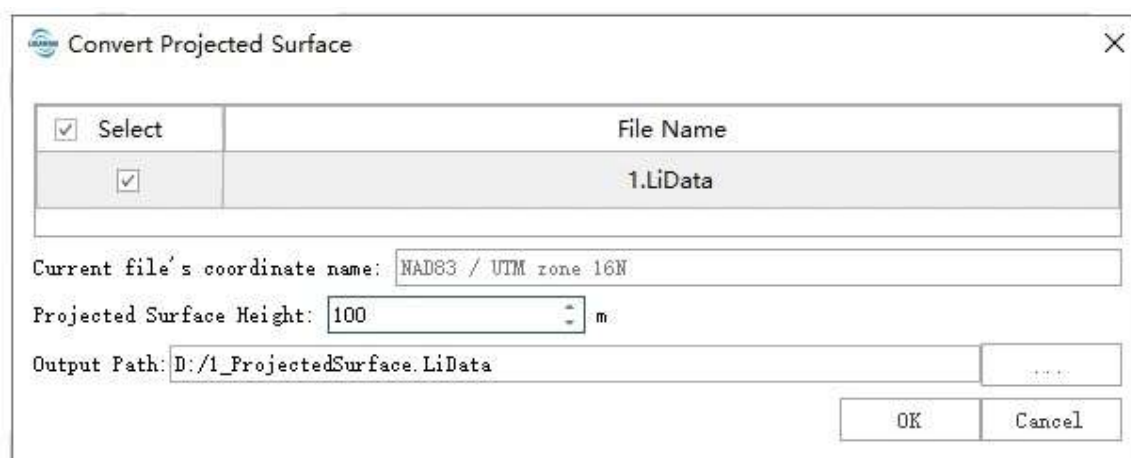 Convert Projected Surface
Select File Name
1.LiData
Current file's coordinate name: NAD83 / UTM zone 16N
Projected Surface Height: 100 m
Output Path: D:/1_ProjectedSurface.LiData ...
OK Cancel